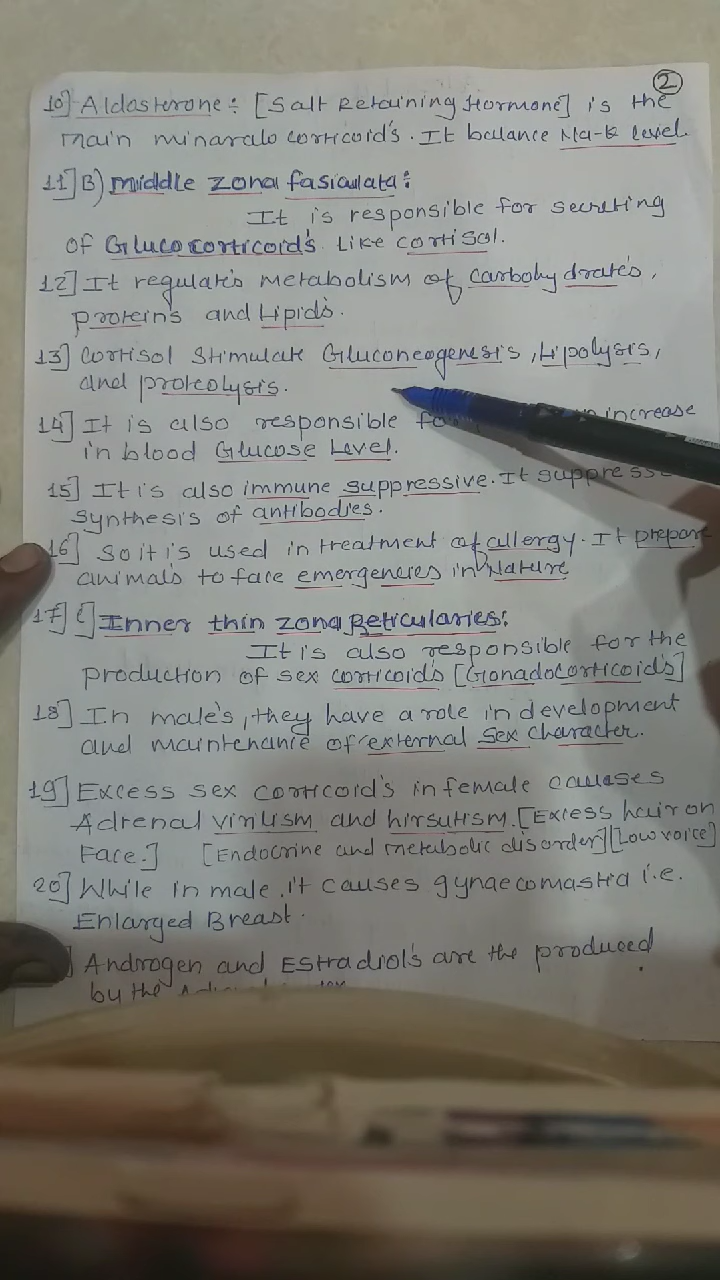 2
10] Aldosterone : [Salt Retaining Hormone] is the
main minaralo corticoid's. It balance Na-K level.
11] B) Middle zona fasiculata :
It is responsible for secreting
of Gluco corticoid's Like cortisol.
12] It regulate's metabolism of carbohydrate's,
protein's and Lipid's.
13] Cortisol Stimulate Gluconeogenesis, Lipolysis,
and proteolysis.
14] It is also responsible for increase
in blood Glucose Level.
15] It is also immune suppressive. It suppresse
synthesis of antibodies.
16] So it is used in treatment of allergy. It prepare
animal's to face emergencies in Nature
17] C] Inner thin zona Reticularies :
It is also responsible for the
production of sex corticoid's [Gonadocorticoid's]
18] In male's, they have a role in development
and maintenance of external sex character.
19] Excess sex corticoid's in female causes
Adrenal virilism and hirsutism. [Excess hair on
Face.] [Endocrine and metabolic disorder] [Low voice]
20] While in male it causes gynaecomastia i.e.
Enlarged Breast.
] Androgen and Estradiol's are the produced
by the